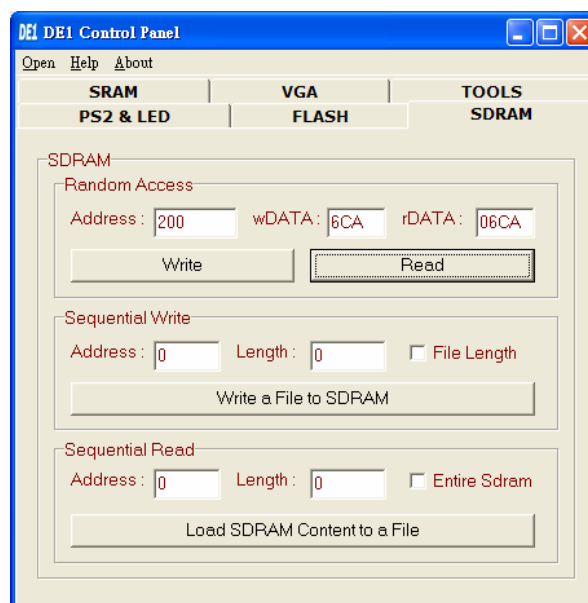 DE1 DE1 Control Panel
Open Help About
SRAM VGA TOOLS
PS2 & LED FLASH SDRAM
SDRAM
Random Access
Address : 200 wDATA : 6CA rDATA : 06CA
Write Read
Sequential Write
Address : 0 Length : 0 File Length
Write a File to SDRAM
Sequential Read
Address : 0 Length : 0 Entire Sdram
Load SDRAM Content to a File